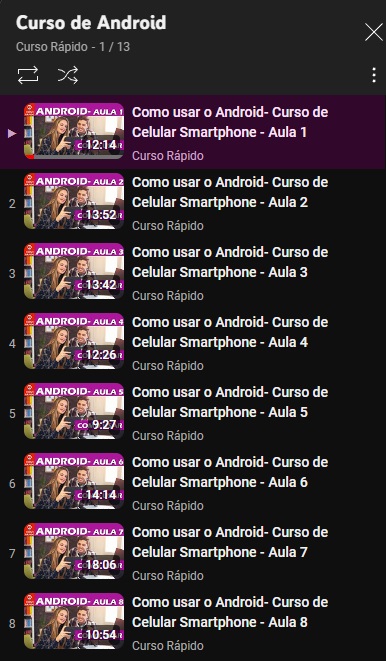 Curso de Android
Curso Rápido - 1 / 13
ANDROID- AULA 1
12:14
Como usar o Android- Curso de
Celular Smartphone - Aula 1
Curso Rápido
2
ANDROID- AULA 2
13:52
Como usar o Android- Curso de
Celular Smartphone - Aula 2
Curso Rápido
3
ANDROID- AULA 3
13:42
Como usar o Android- Curso de
Celular Smartphone - Aula 3
Curso Rápido
4
ANDROID- AULA 4
12:26
Como usar o Android- Curso de
Celular Smartphone - Aula 4
Curso Rápido
5
ANDROID- AULA 5
9:27
Como usar o Android- Curso de
Celular Smartphone - Aula 5
Curso Rápido
6
ANDROID- AULA 6
14:14
Como usar o Android- Curso de
Celular Smartphone - Aula 6
Curso Rápido
7
ANDROID- AULA 7
18:06
Como usar o Android- Curso de
Celular Smartphone - Aula 7
Curso Rápido
8
ANDROID- AULA 8
10:54
Como usar o Android- Curso de
Celular Smartphone - Aula 8
Curso Rápido